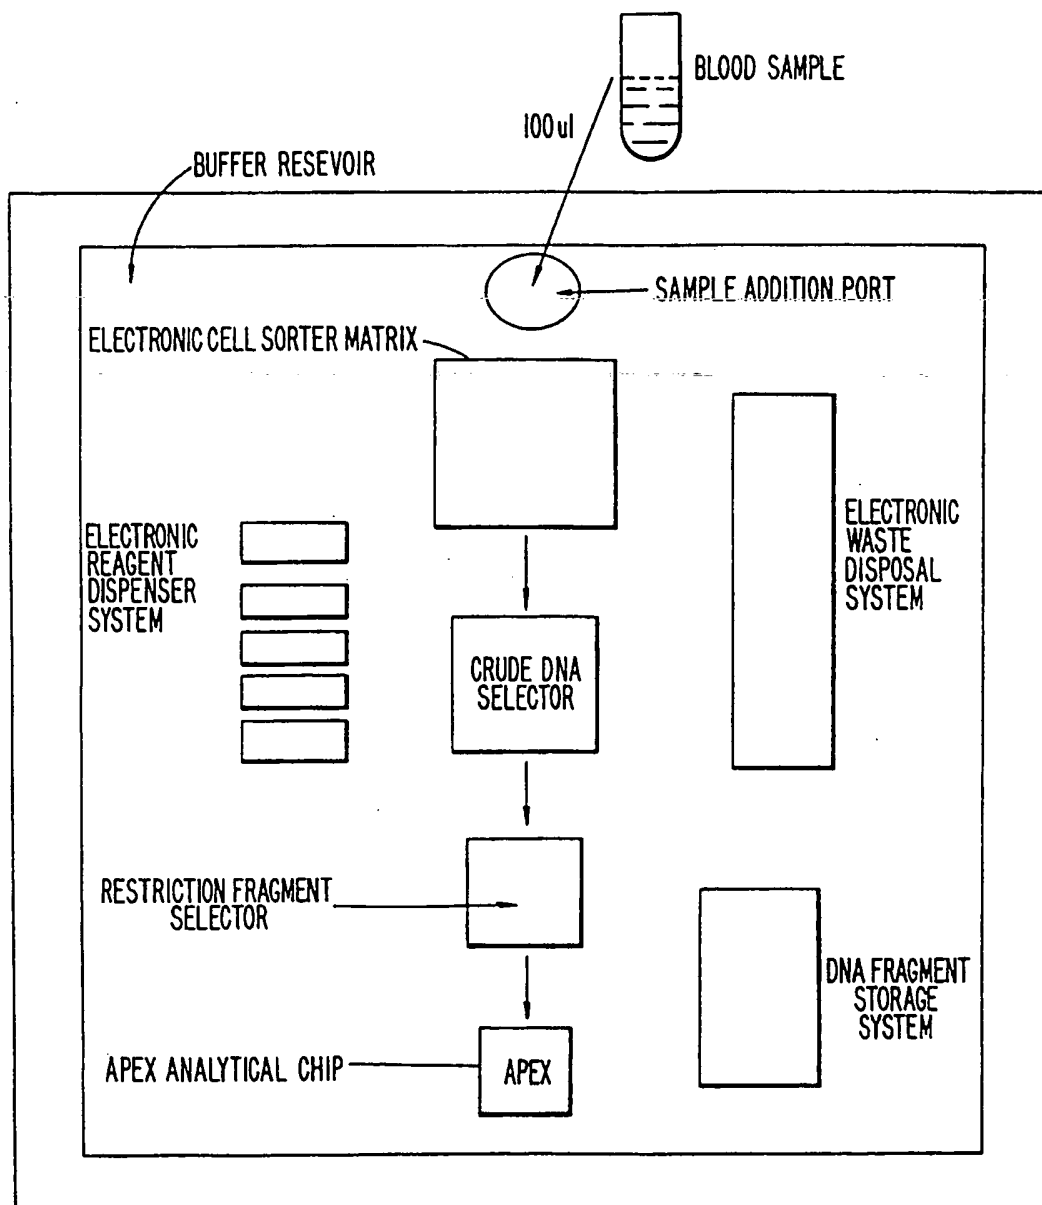 BLOOD SAMPLE
100ul
BUFFER RESEVOIR
SAMPLE ADDITION PORT
ELECTRONIC CELL SORTER MATRIX
ELECTRONIC
REAGENT
DISPENSER
SYSTEM
ELECTRONIC
WASTE
DISPOSAL
SYSTEM
CRUDE DNA
SELECTOR
RESTRICTION FRAGMENT
SELECTOR
DNA FRAGMENT
STORAGE
SYSTEM
APEX ANALYTICAL CHIP
APEX